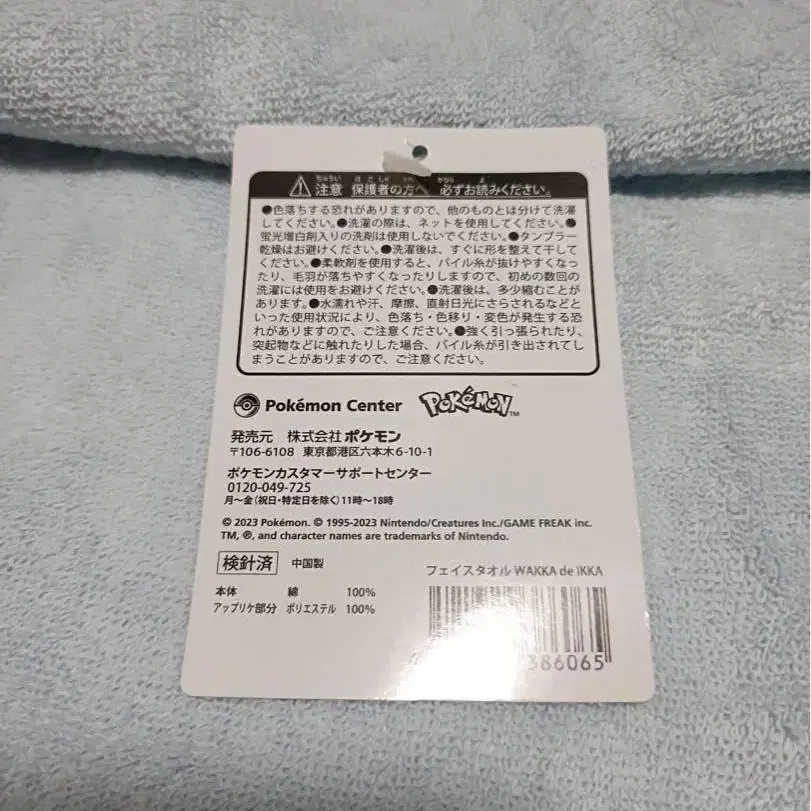 注意 保護者の方へ 必ずお読みください。
●色落ちする恐れがありますので、他のものとは分けて洗濯
してください。●洗濯の際は、ネットを使用してください。●
蛍光増白剤入りの洗剤は使用しないでください。●タンブラー
乾燥はお避けください。●洗濯後は、すぐに形を整えて干して
ください。●柔軟剤を使用すると、パイル糸が抜けやすくなっ
たり、毛羽が落ちやすくなったりしますので、初めの数回の
洗濯には使用をお避けください。●洗濯後は、多少縮むことが
あります。●水濡れや汗、摩擦、直射日光にさらされるなどと
いった使用状況により、色落ち・色移り・変色が発生する恐
れがありますので、ご注意ください。●強く引っ張られたり、
突起物などに触れたりした場合、パイル糸が引き出されてし
まうことがありますので、ご注意ください。
Pokémon Center POKéMON TM
発売元 株式会社ポケモン
〒106-6108 東京都港区六本木6-10-1
ポケモンカスタマーサポートセンター
0120-049-725
月〜金(祝日・特定日を除く)11時〜18時
© 2023 Pokémon. © 1995-2023 Nintendo/Creatures Inc./GAME FREAK inc.
TM, ®, and character names are trademarks of Nintendo.
検針済 中国製
フェイスタオル WAKKA de IKKA
本体 綿 100%
アップリケ部分 ポリエステル 100%
386065